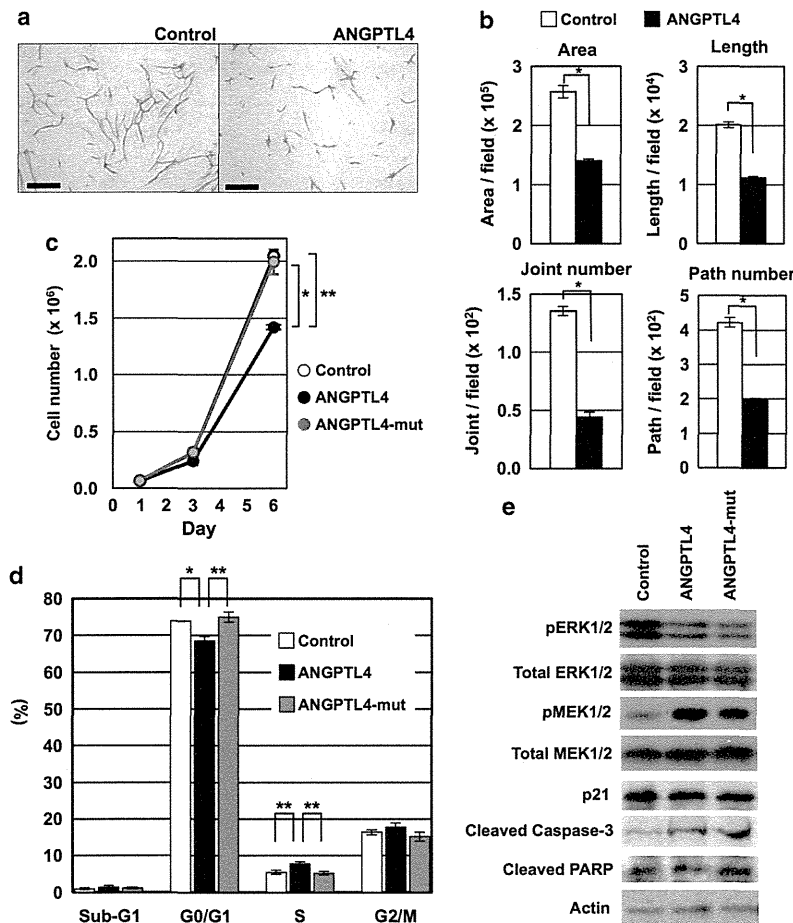 a
Control ANGPTL4
b
Control ANGPTL4
Area
Area / field (x 10⁵)
3
2
1
0
*
Length
Length / field (x 10⁴)
3
2
1
0
*
Joint number
Joint / field (x 10²)
1.5
1.0
0.5
0.0
*
Path number
Path / field (x 10²)
5
4
3
2
1
0
*
c
Cell number (x 10⁶)
2.0
1.5
1.0
0.5
0
* **
Control
ANGPTL4
ANGPTL4-mut
0 1 2 3 4 5 6
Day
d
(%)
80
70
60
50
40
30
20
10
0
* **
** **
Control
ANGPTL4
ANGPTL4-mut
Sub-G1 G0/G1 S G2/M
e
Control ANGPTL4 ANGPTL4-mut
pERK1/2
Total ERK1/2
pMEK1/2
Total MEK1/2
p21
Cleaved Caspase-3
Cleaved PARP
Actin